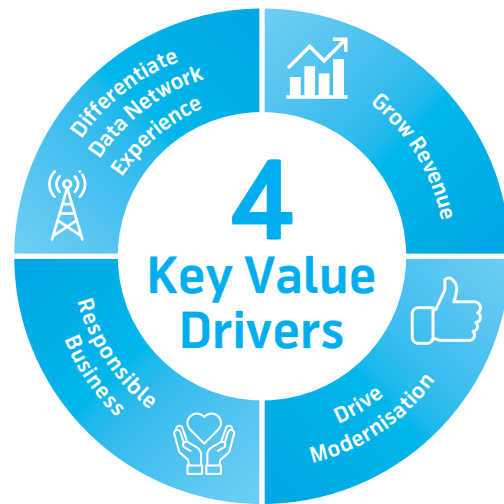 4
Key Value
Drivers
Differentiate
Data Network
Experience
Grow Revenue
Drive
Modernisation
Responsible
Business